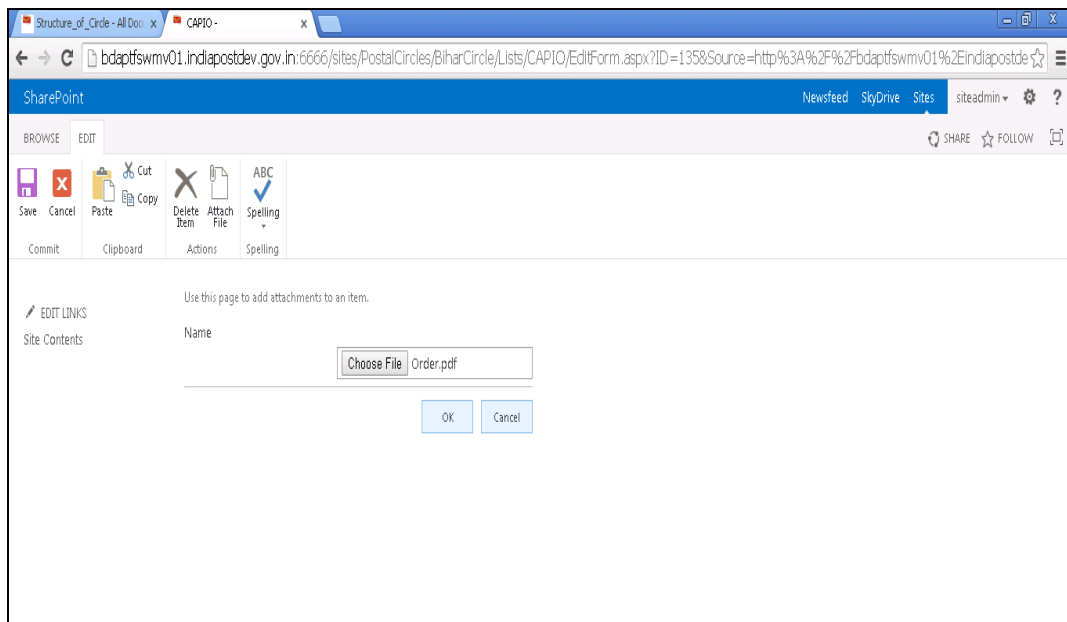 Structure_of_Circle - All Doc x CAPIO - x
bdaptfswmv01.indiapostdev.gov.in:6666/sites/PostalCircles/BiharCircle/Lists/CAPIO/EditForm.aspx?ID=135&Source=http%3A%2F%2Fbdaptfswmv01%2Eindiapostde
SharePoint Newsfeed SkyDrive Sites siteadmin ?
BROWSE EDIT SHARE FOLLOW
Save Cancel Paste Cut Copy Delete Item Attach File ABC Spelling
Commit Clipboard Actions Spelling
Use this page to add attachments to an item.
EDIT LINKS
Name
Site Contents
Choose File Order.pdf
OK Cancel